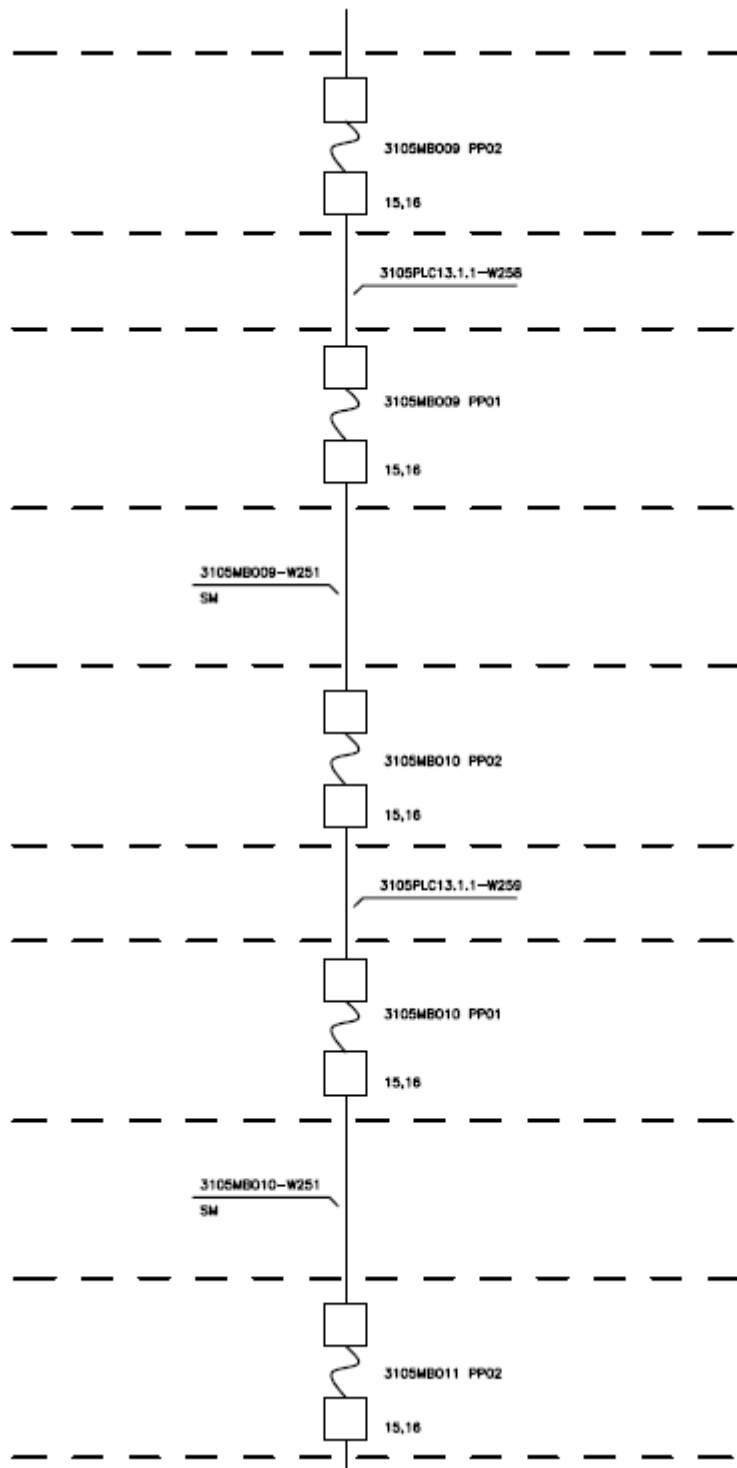 3105MB009 PP02
15,16
3105PLC13.1.1-W258
3105MB009 PP01
15,16
3105MB009-W251
SM
3105MB010 PP02
15,16
3105PLC13.1.1-W259
3105MB010 PP01
15,16
3105MB010-W251
SM
3105MB011 PP02
15,16